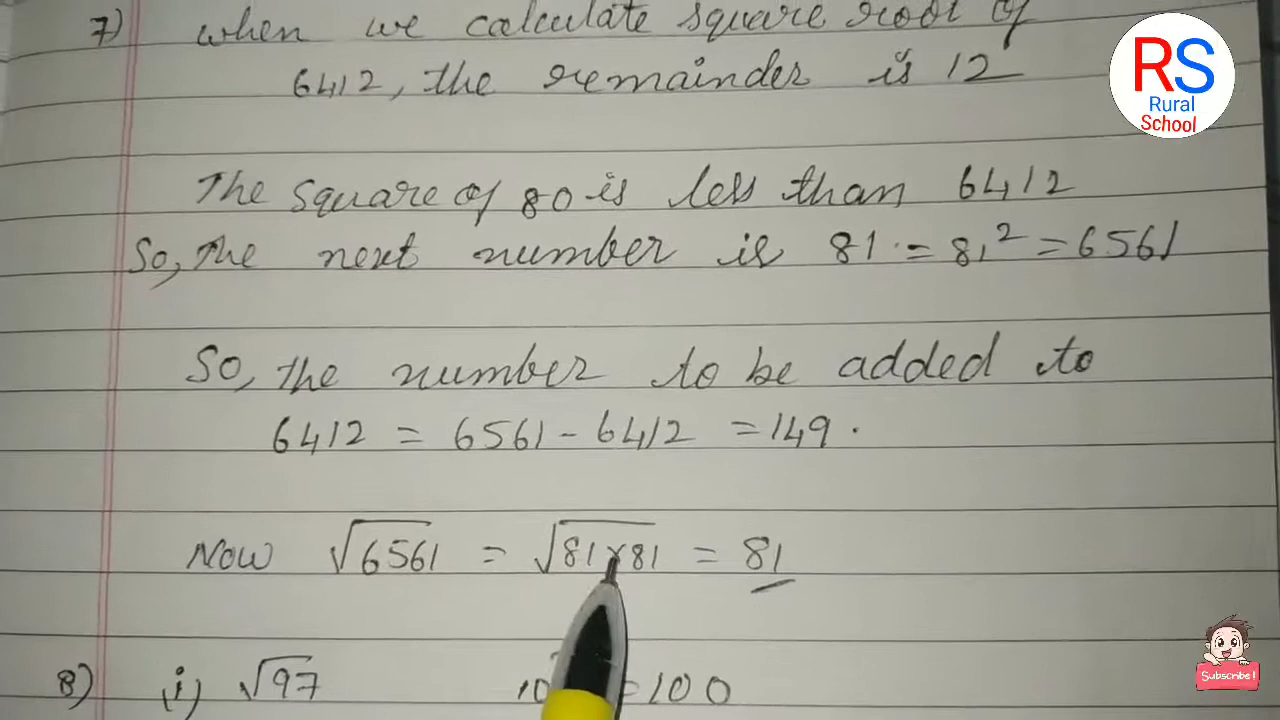 7) when we calculate square root of
6412, the remainder is 12
RS
Rural
School
The square of 80 is less than 6412
So, the next number is 81 = 81² = 6561
So, the number to be added to
6412 = 6561 - 6412 = 149.
Now √6561 = √81×81 = 81
8) (i) √97 10 = 100
Subscribe!